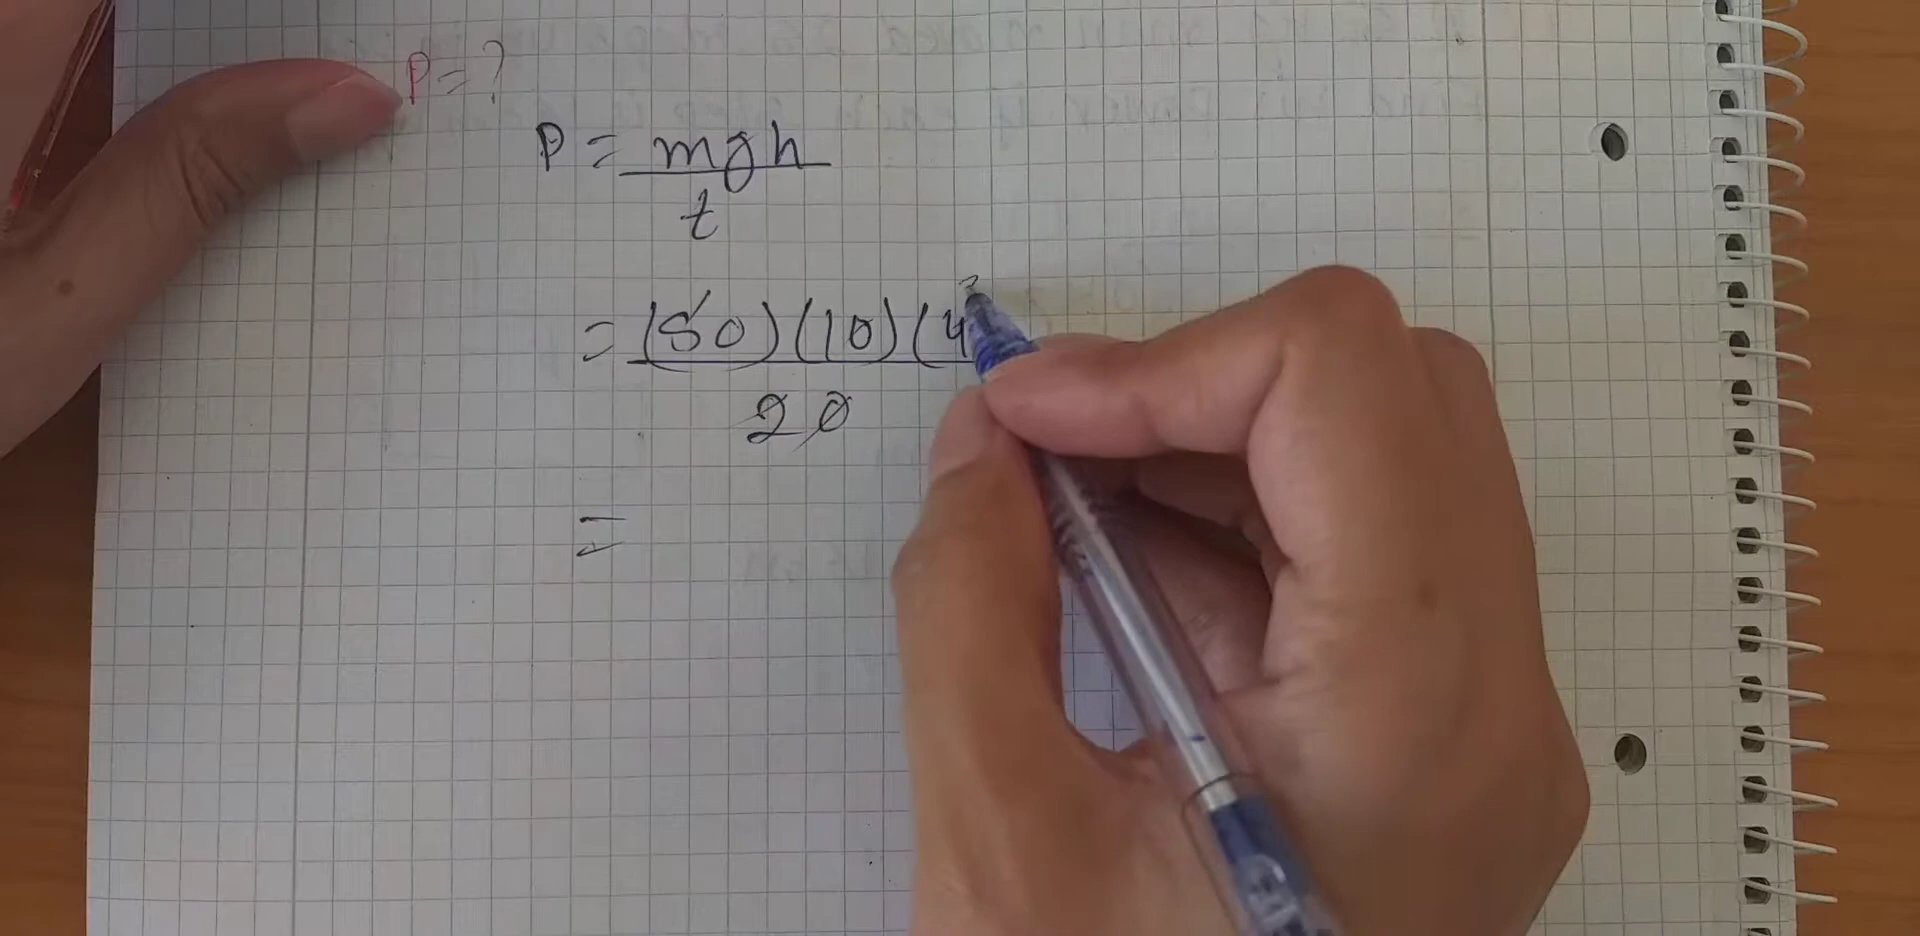 P=?
P = mgh
t
= (50)(10)(4
20
=